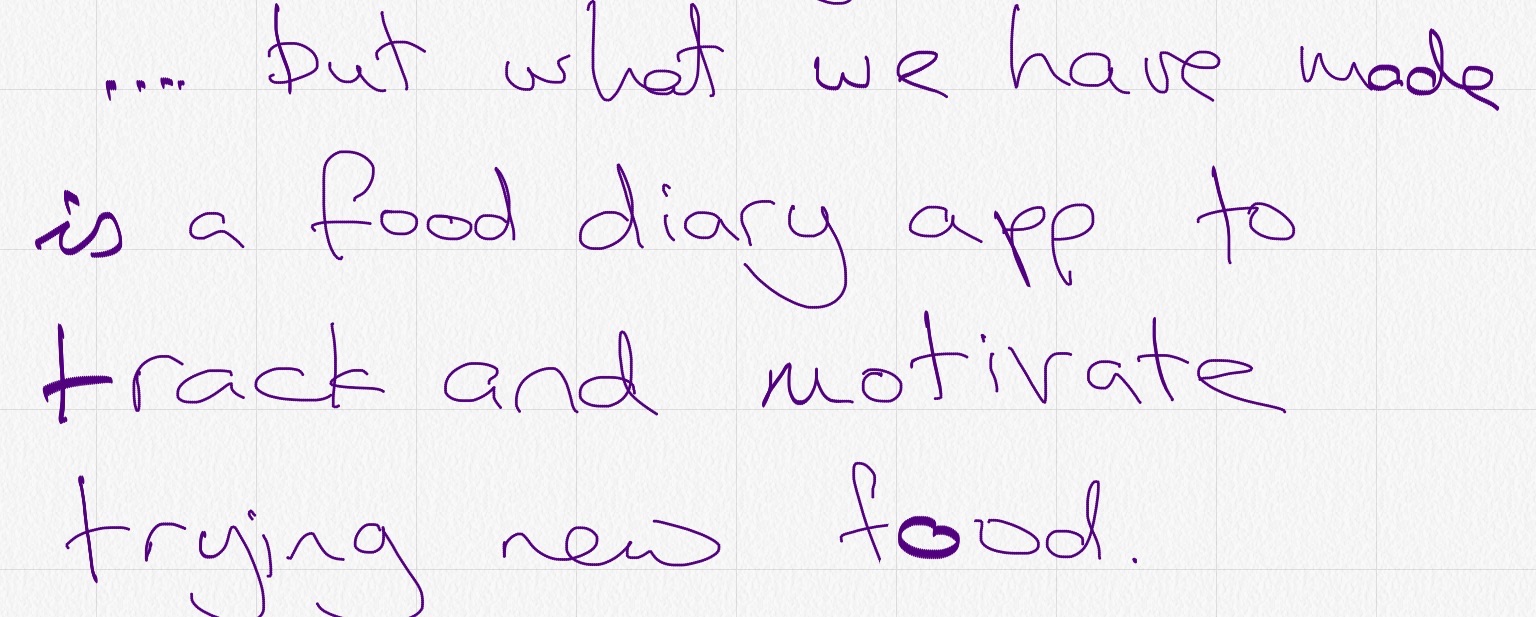 .... but what we have made
is a food diary app to
track and motivate
trying new food.